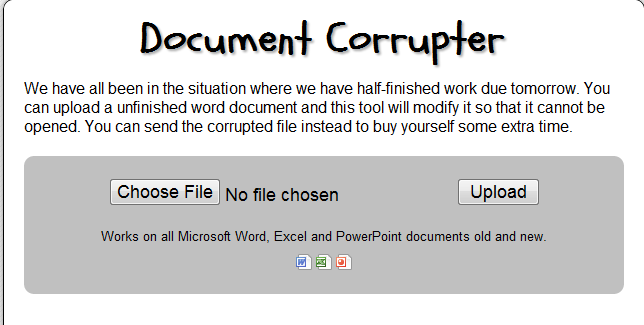 Document Corrupter
We have all been in the situation where we have half-finished work due tomorrow. You
can upload a unfinished word document and this tool will modify it so that it cannot be
opened. You can send the corrupted file instead to buy yourself some extra time.
Choose File No file chosen Upload
Works on all Microsoft Word, Excel and PowerPoint documents old and new.